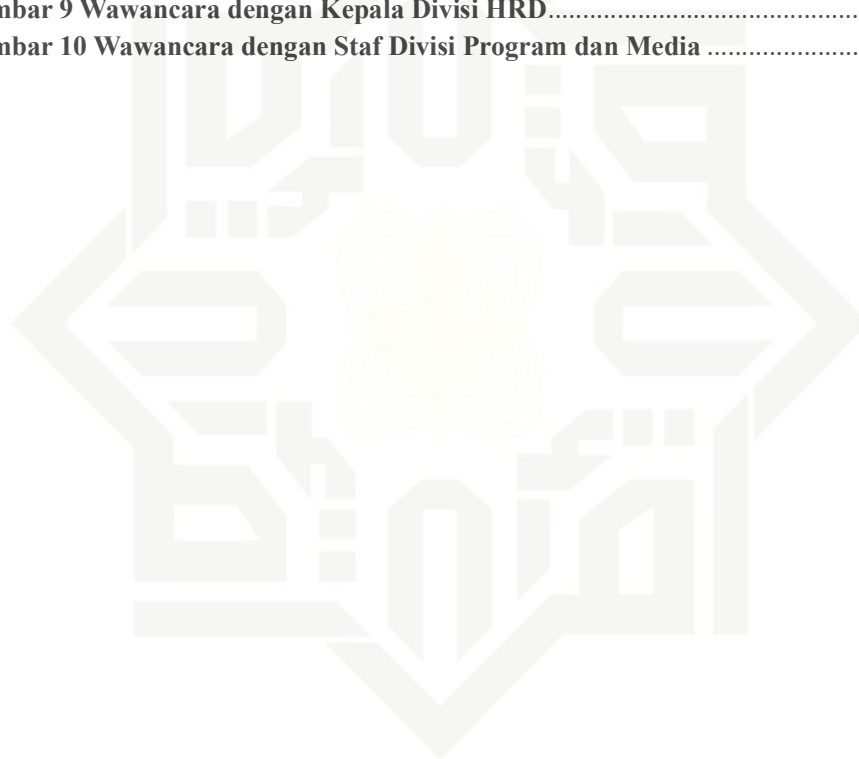 mbar 9 Wawancara dengan Kepala Divisi HRD.............................................
mbar 10 Wawancara dengan Staf Divisi Program dan Media ......................